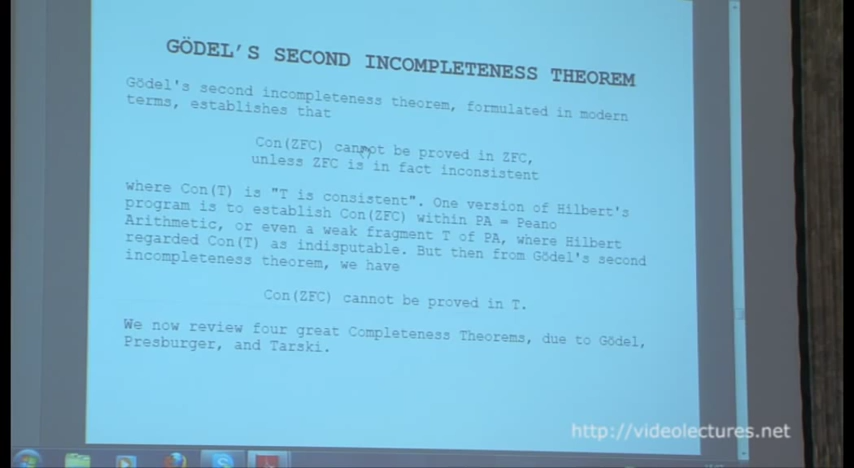 GÖDEL'S SECOND INCOMPLETENESS THEOREM
Gödel's second incompleteness theorem, formulated in modern
terms, establishes that
Con(ZFC) cannot be proved in ZFC,
unless ZFC is in fact inconsistent
where Con(T) is "T is consistent". One version of Hilbert's
program is to establish Con(ZFC) within PA = Peano
Arithmetic, or even a weak fragment T of PA, where Hilbert
regarded Con(T) as indisputable. But then from Gödel's second
incompleteness theorem, we have
Con(ZFC) cannot be proved in T.
We now review four great Completeness Theorems, due to Gödel,
Presburger, and Tarski.
http://videolectures.net